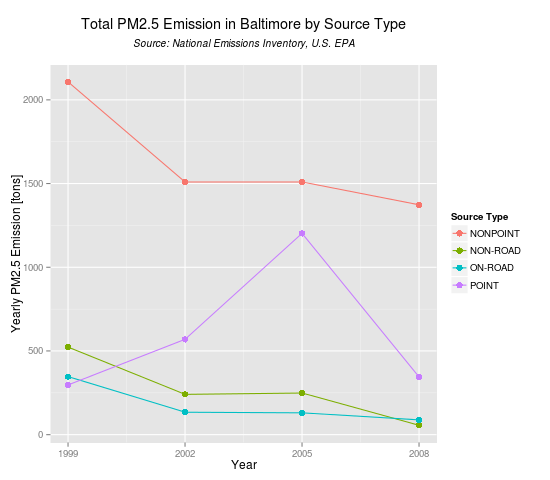 Total PM2.5 Emission in Baltimore by Source Type
Source: National Emissions Inventory, U.S. EPA
Yearly PM2.5 Emission [tons]
2000
1500
1000
500
0
1999
2002
2005
2008
Year
Source Type
NONPOINT
NON-ROAD
ON-ROAD
POINT